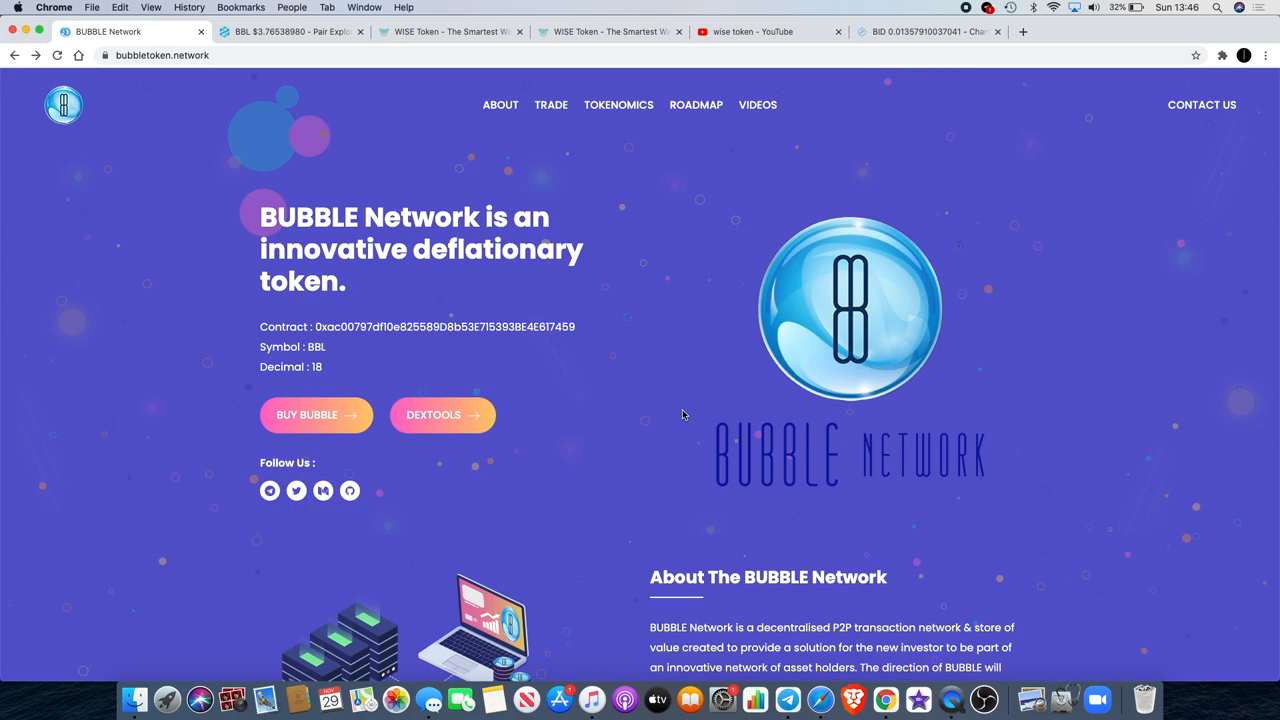 Chrome File Edit View History Bookmarks People Tab Window Help 32% Sun 13:46
BUBBLE Network BBL $3.76538980 - Pair Explo WISE Token - The Smartest Wa WISE Token - The Smartest Wa wise token - YouTube BID 0.01357910037041 - Char
bubbletoken.network
ABOUT TRADE TOKENOMICS ROADMAP VIDEOS CONTACT US
BUBBLE Network is an
innovative deflationary
token.
Contract : 0xac00797df10e825589D8b53E715393BE4E617459
Symbol : BBL
Decimal : 18
BUY BUBBLE DEXTOOLS
Follow Us :
BUBBLE NETWORK
About The BUBBLE Network
BUBBLE Network is a decentralised P2P transaction network & store of
value created to provide a solution for the new investor to be part of
an innovative network of asset holders. The direction of BUBBLE will
NOV
29